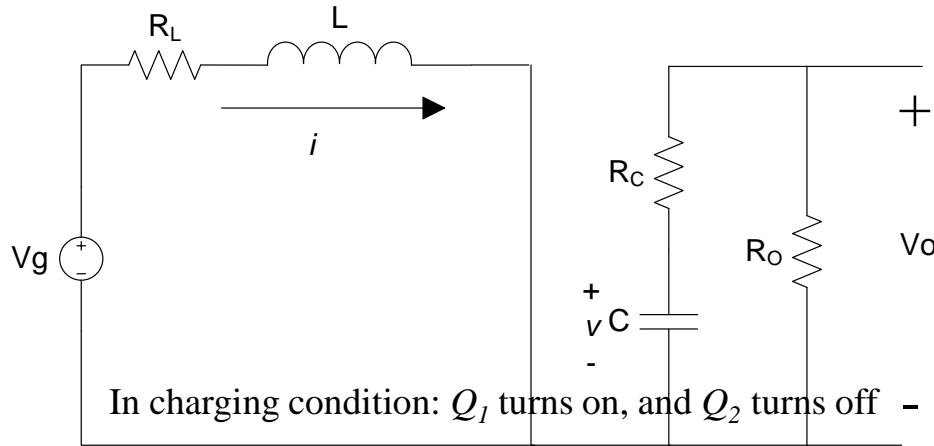 R_L
L
i
R_C
+
Vg
+
−
R_O
Vo
+
v
C
-
In charging condition: Q_1 turns on, and Q_2 turns off
-